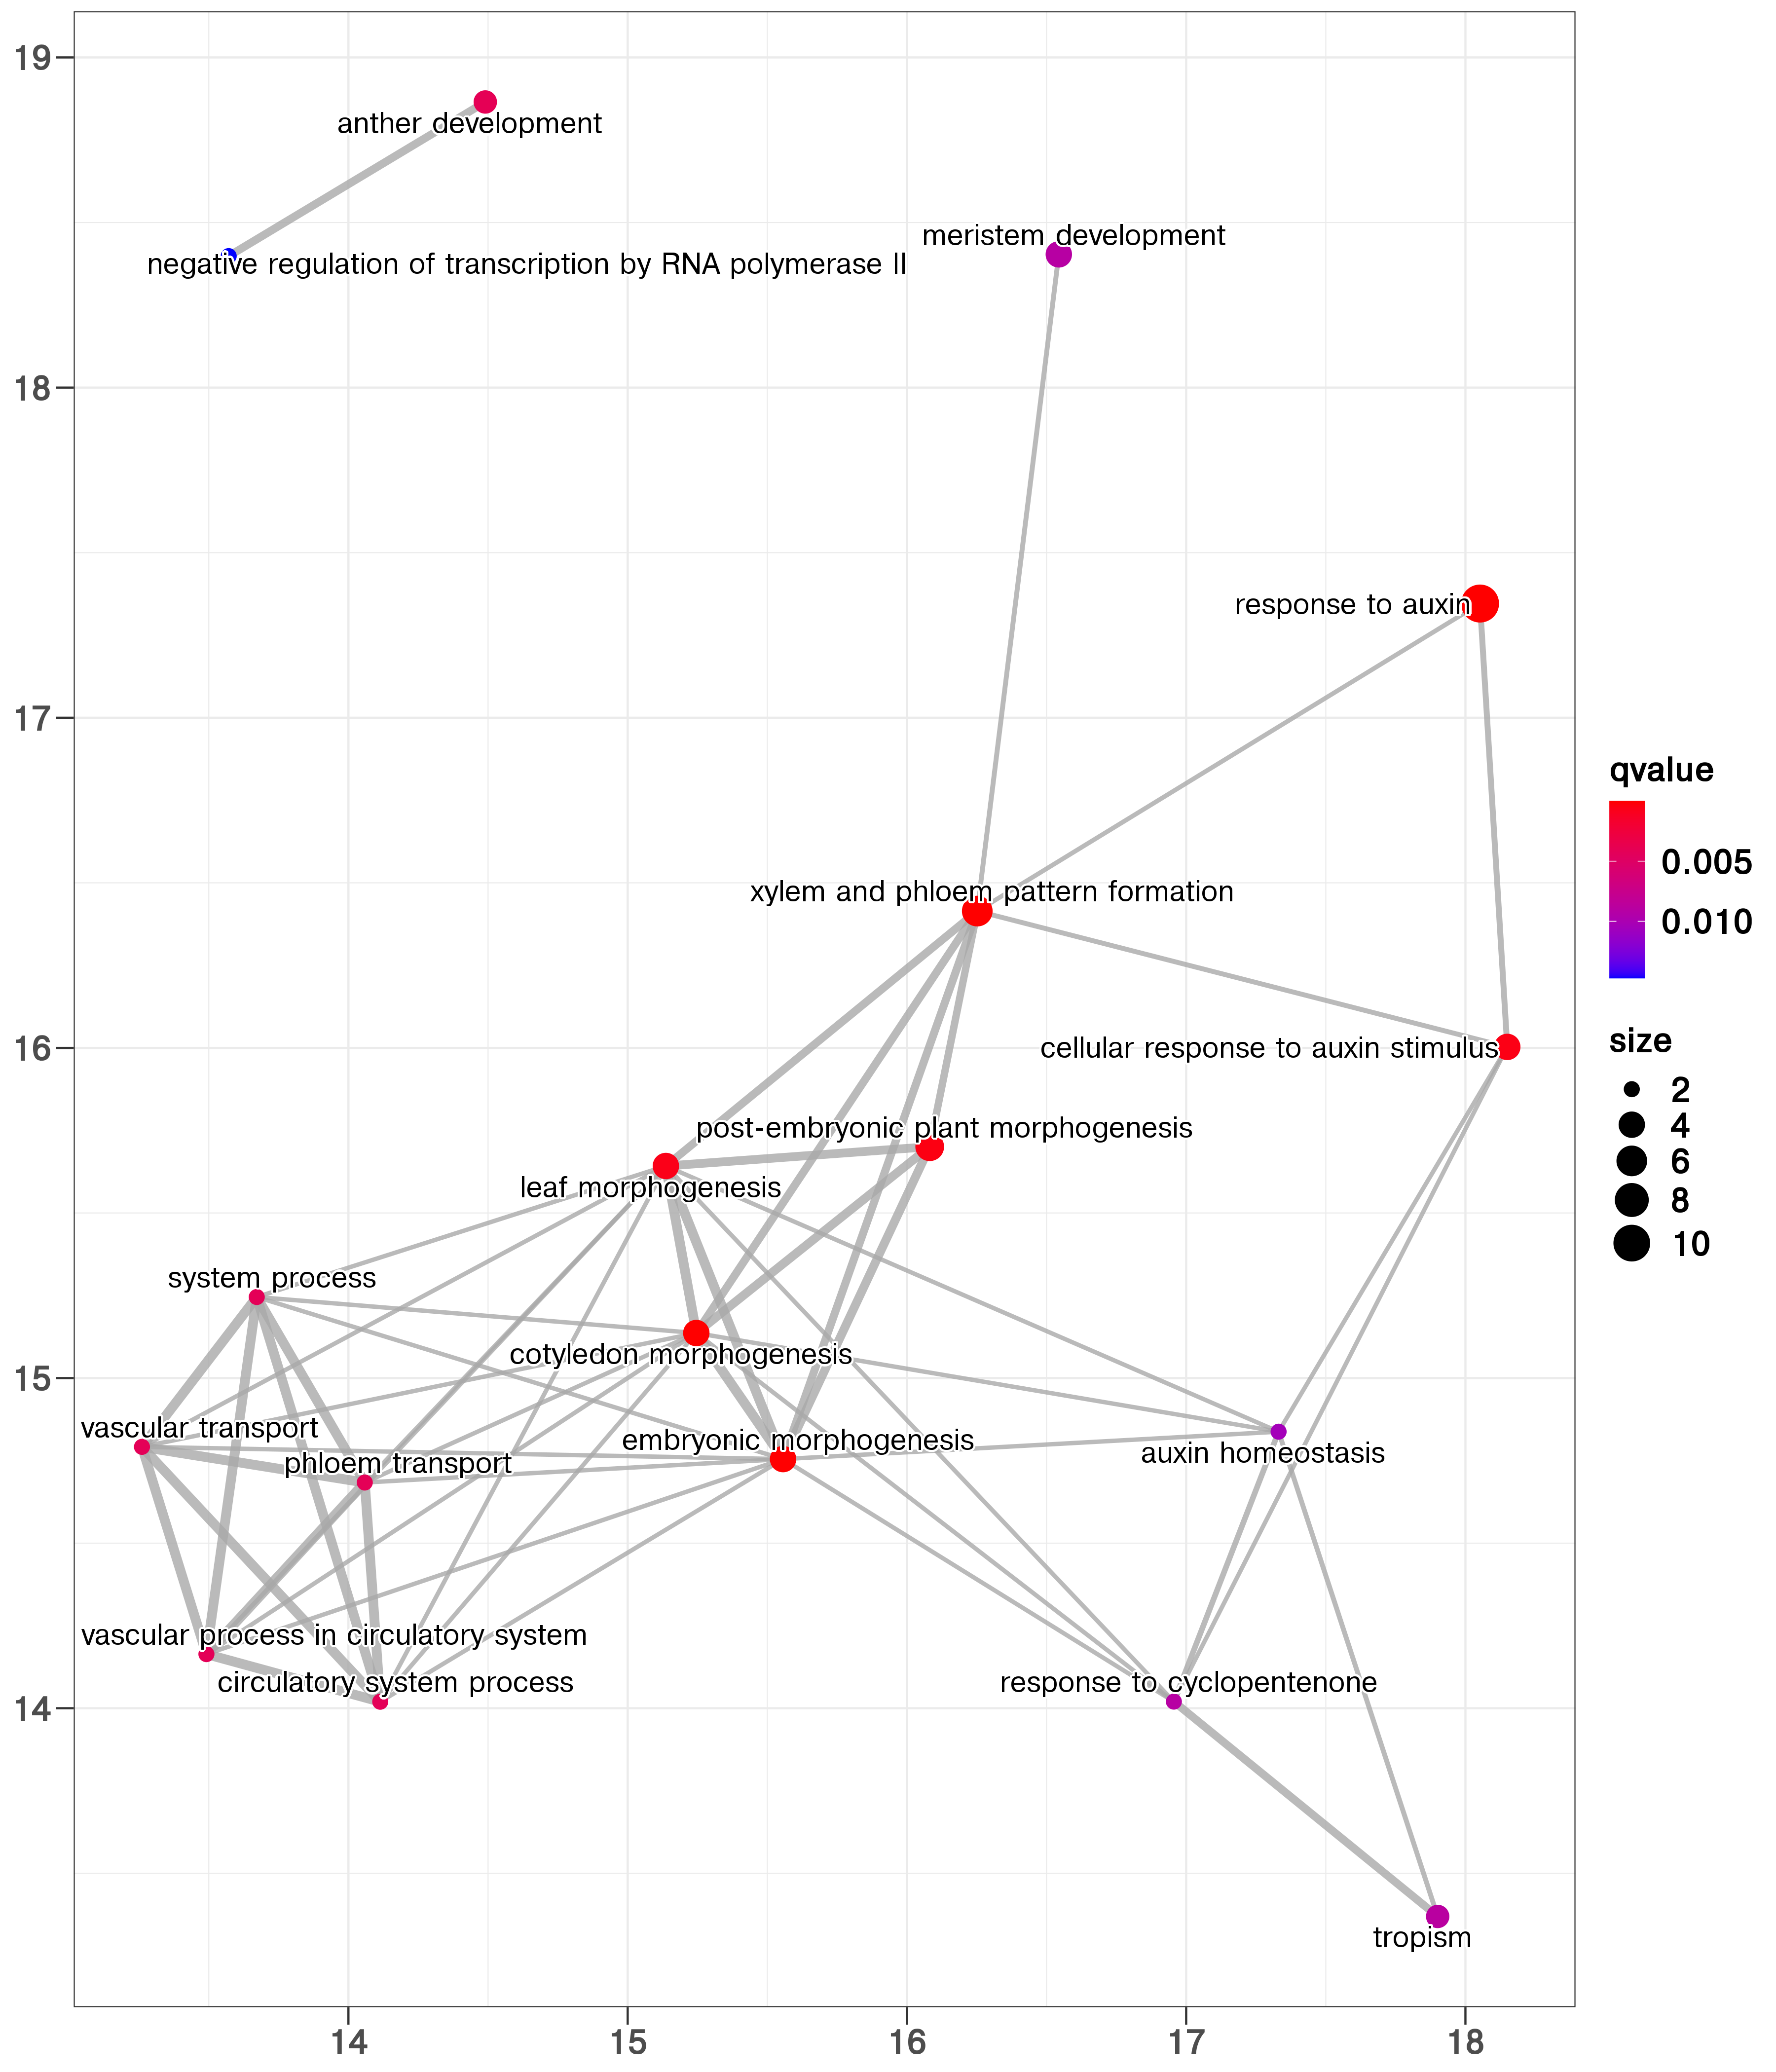 19
anther development
negative regulation of transcription by RNA polymerase II
meristem development
18
response to auxin
17
xylem and phloem pattern formation
16
cellular response to auxin stimulus
post-embryonic plant morphogenesis
leaf morphogenesis
system process
cotyledon morphogenesis
15
vascular transport
embryonic morphogenesis
phloem transport
auxin homeostasis
vascular process in circulatory system
circulatory system process
response to cyclopentenone
14
tropism
14 15 16 17 18
qvalue
0.005
0.010
size
2
4
6
8
10